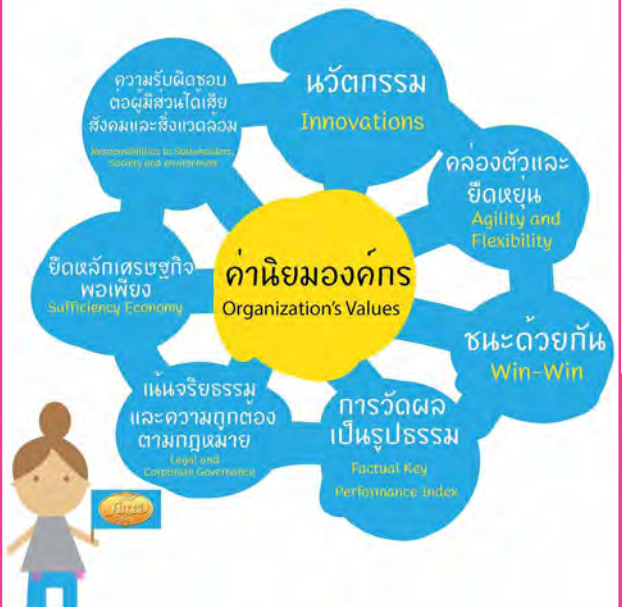 ความรับผิดชอบ
ต่อผู้มีส่วนได้เสีย
สังคมและสิ่งแวดล้อม
Responsibilities to Stakeholders,
Society and environment
นวัตกรรม
Innovations
คล่องตัวและ
ยืดหยุ่น
Agility and
Flexibility
ยึดหลักเศรษฐกิจ
พอเพียง
Sufficiency Economy
ค่านิยมองค์กร
Organization's Values
ชนะด้วยกัน
Win-Win
เน้นจริยธรรม
และความถูกต้อง
ตามกฎหมาย
Legal and
Corporate Governance
การวัดผล
เป็นรูปธรรม
Factual Key
Performance Index